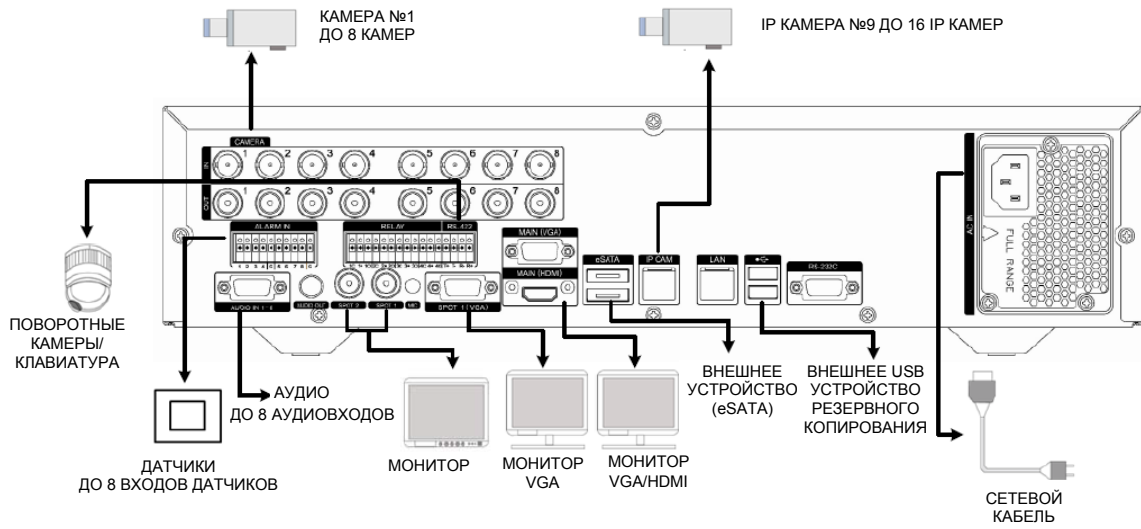 КАМЕРА №1
ДО 8 КАМЕР
IP КАМЕРА №9 ДО 16 IP КАМЕР
CAMERA
IN
1 2 3 4 5 6 7 8
OUT
1 2 3 4 5 6 7 8
ALARM IN
RELAY
RS-422
MAIN (VGA)
MAIN (HDMI)
eSATA
IP CAM
LAN
RS-232C
AC IN
FULL RANGE
AUDIO IN 1 - 8
AUDIO OUT
SPOT 2
SPOT 1
MIC
SPOT 1 (VGA)
ПОВОРОТНЫЕ
КАМЕРЫ/
КЛАВИАТУРА
АУДИО
ДО 8 АУДИОВХОДОВ
ДАТЧИКИ
ДО 8 ВХОДОВ ДАТЧИКОВ
МОНИТОР
МОНИТОР
VGA
МОНИТОР
VGA/HDMI
ВНЕШНЕЕ
УСТРОЙСТВО
(eSATA)
ВНЕШНЕЕ USB
УСТРОЙСТВО
РЕЗЕРВНОГО
КОПИРОВАНИЯ
СЕТЕВОЙ
КАБЕЛЬ